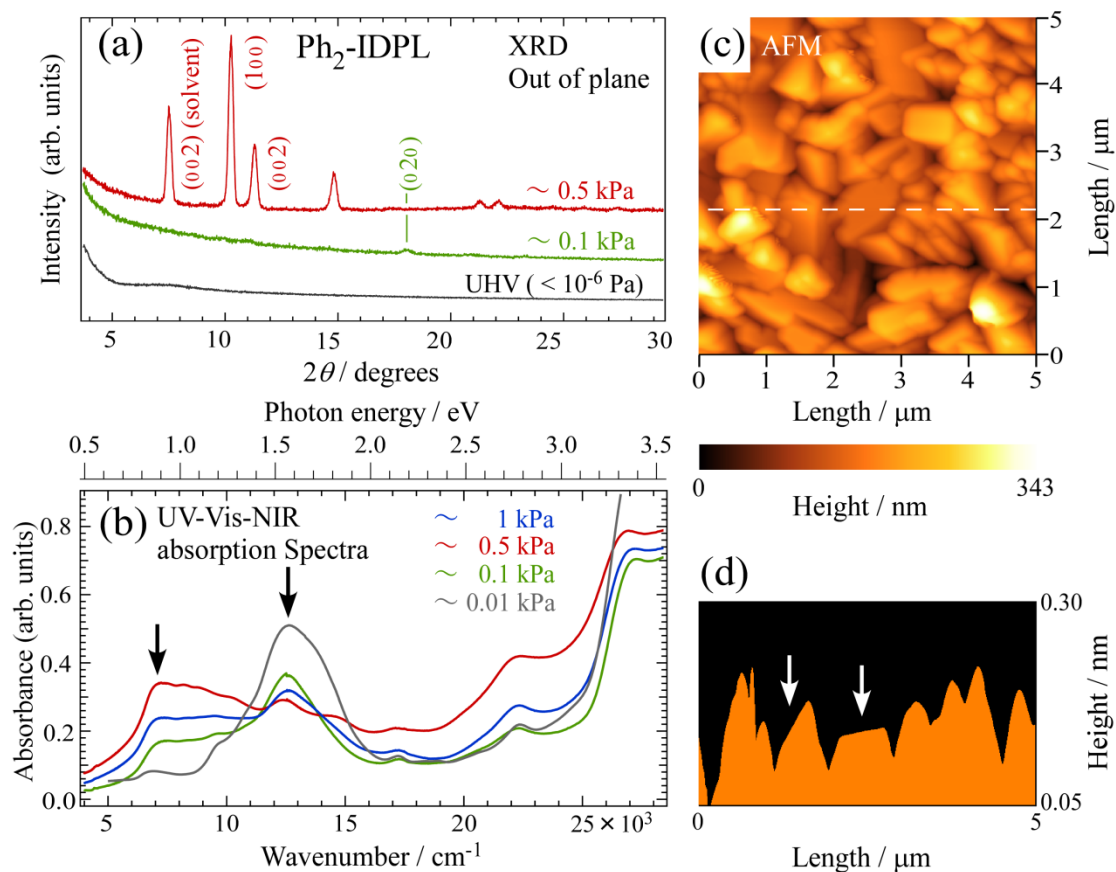 (a)
Ph₂-IDPL
XRD
Out of plane
(002) (solvent)
(100)
(002)
(020)
~ 0.5 kPa
~ 0.1 kPa
UHV ( < 10⁻⁶ Pa)
Intensity (arb. units)
5 10 15 20 25 30
2θ / degrees
Photon energy / eV
0.5 1.0 1.5 2.0 2.5 3.0 3.5
(b)
UV-Vis-NIR
absorption Spectra
~ 1 kPa
~ 0.5 kPa
~ 0.1 kPa
~ 0.01 kPa
Absorbance (arb. units)
0.8
0.6
0.4
0.2
0.0
5 10 15 20 25 × 10³
Wavenumber / cm⁻¹
(c)
AFM
5
4
3
2
1
0
Length / μm
0 1 2 3 4 5
Length / μm
0 343
Height / nm
(d)
0.30
0.05
Height / nm
0 5
Length / μm